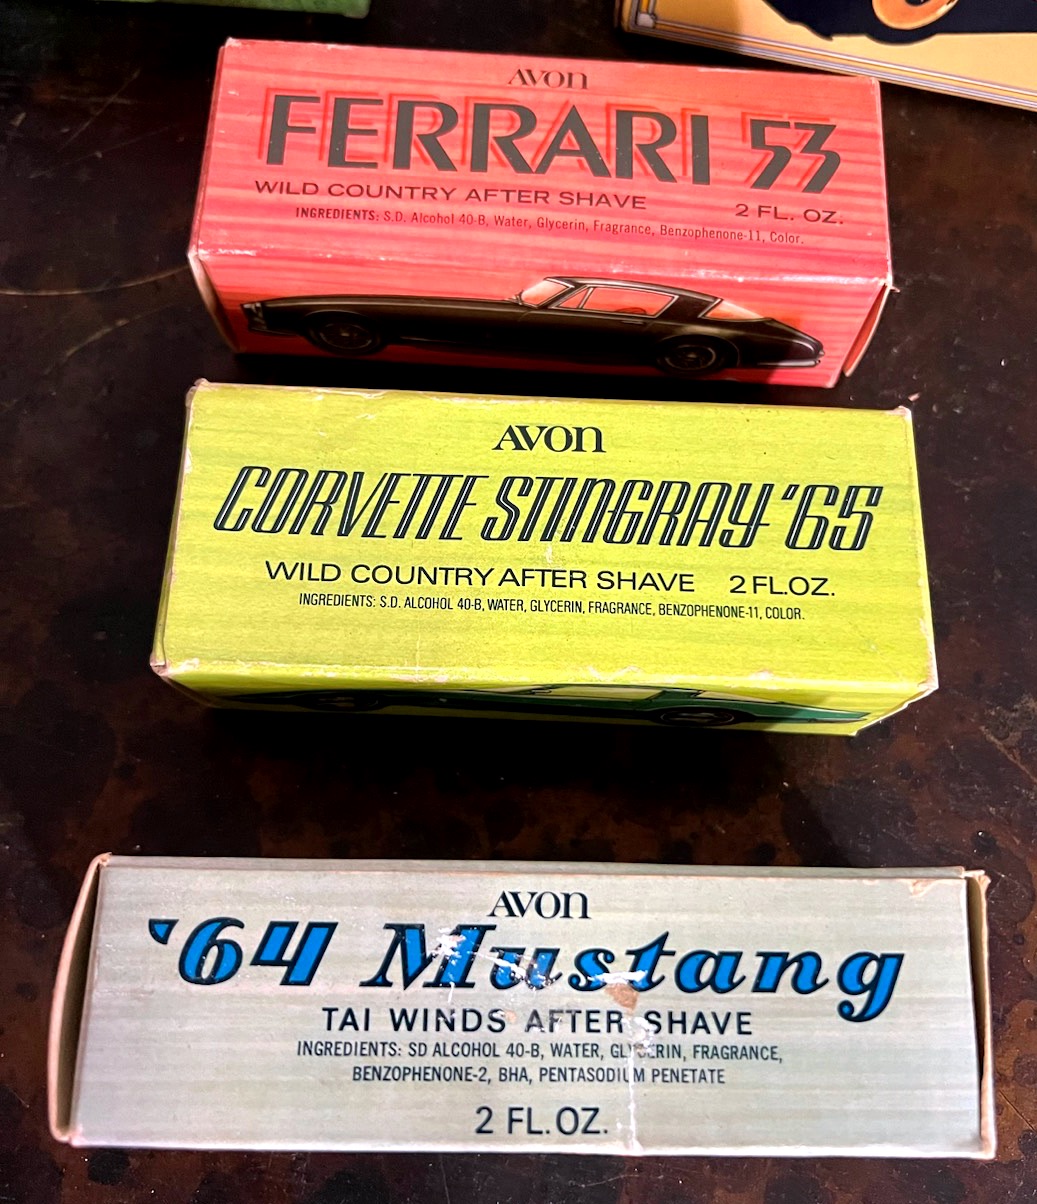 AVON
FERRARI 53
WILD COUNTRY AFTER SHAVE 2 FL. OZ.
INGREDIENTS: S.D. Alcohol 40-B, Water, Glycerin, Fragrance, Benzophenone-11, Color.
AVON
CORVETTE STINGRAY '65
WILD COUNTRY AFTER SHAVE 2 FL.OZ.
INGREDIENTS: S.D. ALCOHOL 40-B, WATER, GLYCERIN, FRAGRANCE, BENZOPHENONE-11, COLOR.
AVON
'64 Mustang
TAI WINDS AFTER SHAVE
INGREDIENTS: SD ALCOHOL 40-B, WATER, GLYCERIN, FRAGRANCE,
BENZOPHENONE-2, BHA, PENTASODIUM PENETATE
2 FL.OZ.